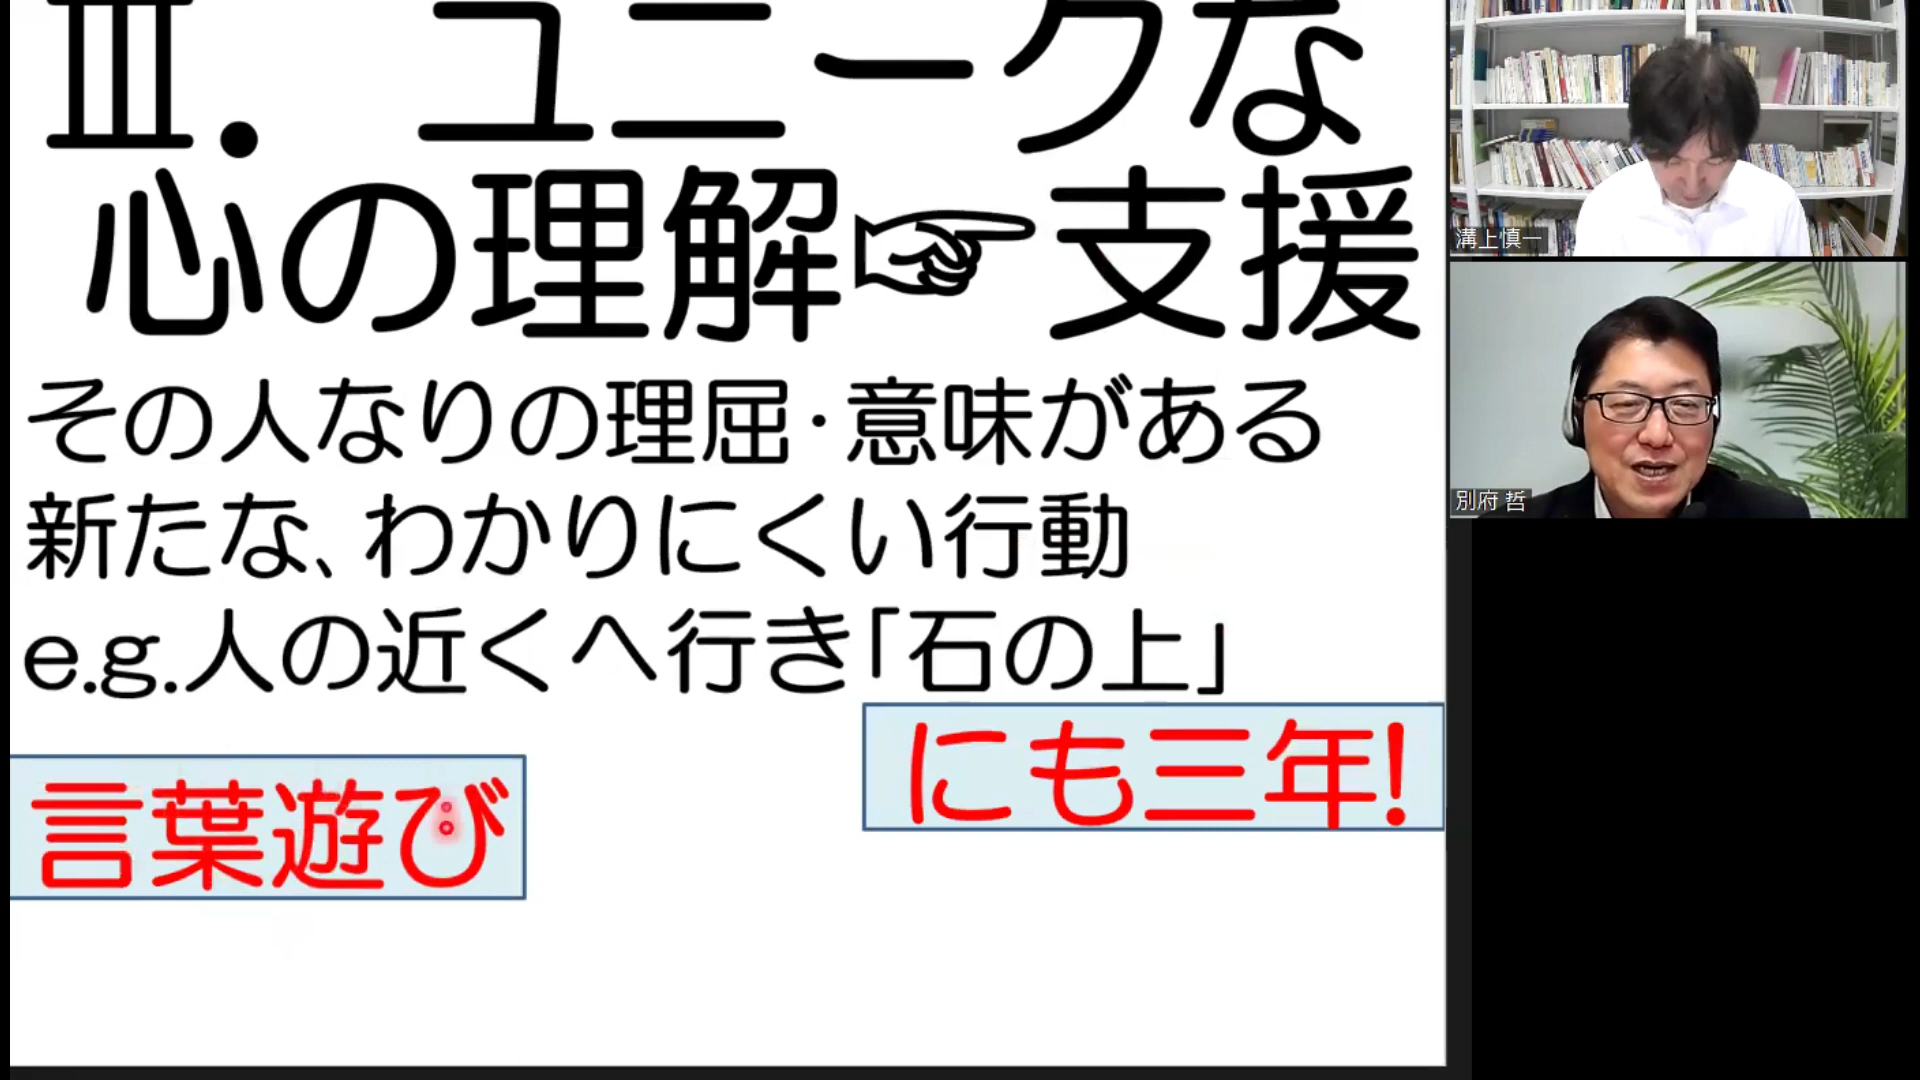 Ⅲ．ユニークな
心の理解☞支援
その人なりの理屈･意味がある
新たな､わかりにくい行動
e.g.人の近くへ行き｢石の上｣
にも三年!
言葉遊び
溝上慎一
別府 哲